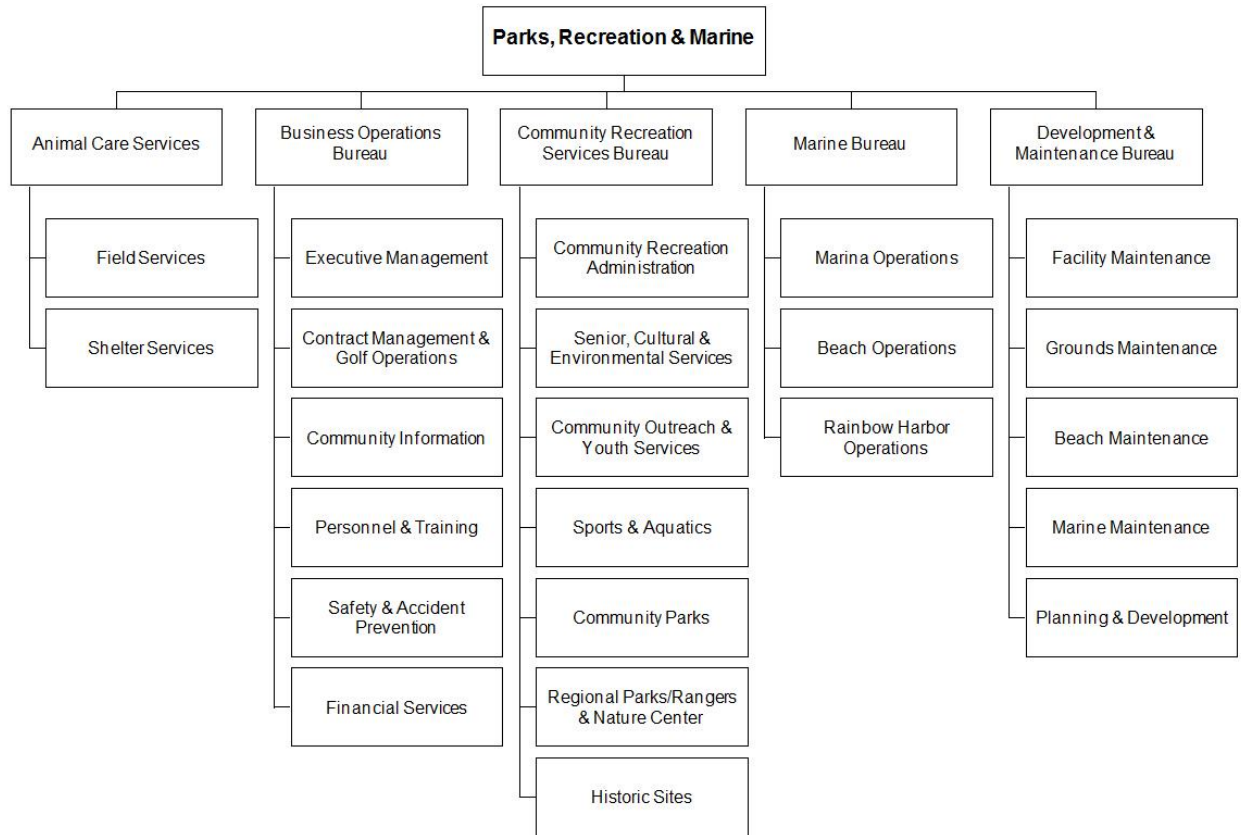 Parks, Recreation & Marine
Animal Care Services
Business Operations
Bureau
Community Recreation
Services Bureau
Marine Bureau
Development &
Maintenance Bureau
Field Services
Shelter Services
Executive Management
Contract Management &
Golf Operations
Community Information
Personnel & Training
Safety & Accident
Prevention
Financial Services
Community Recreation
Administration
Senior, Cultural &
Environmental Services
Community Outreach &
Youth Services
Sports & Aquatics
Community Parks
Regional Parks/Rangers
& Nature Center
Historic Sites
Marina Operations
Beach Operations
Rainbow Harbor
Operations
Facility Maintenance
Grounds Maintenance
Beach Maintenance
Marine Maintenance
Planning & Development